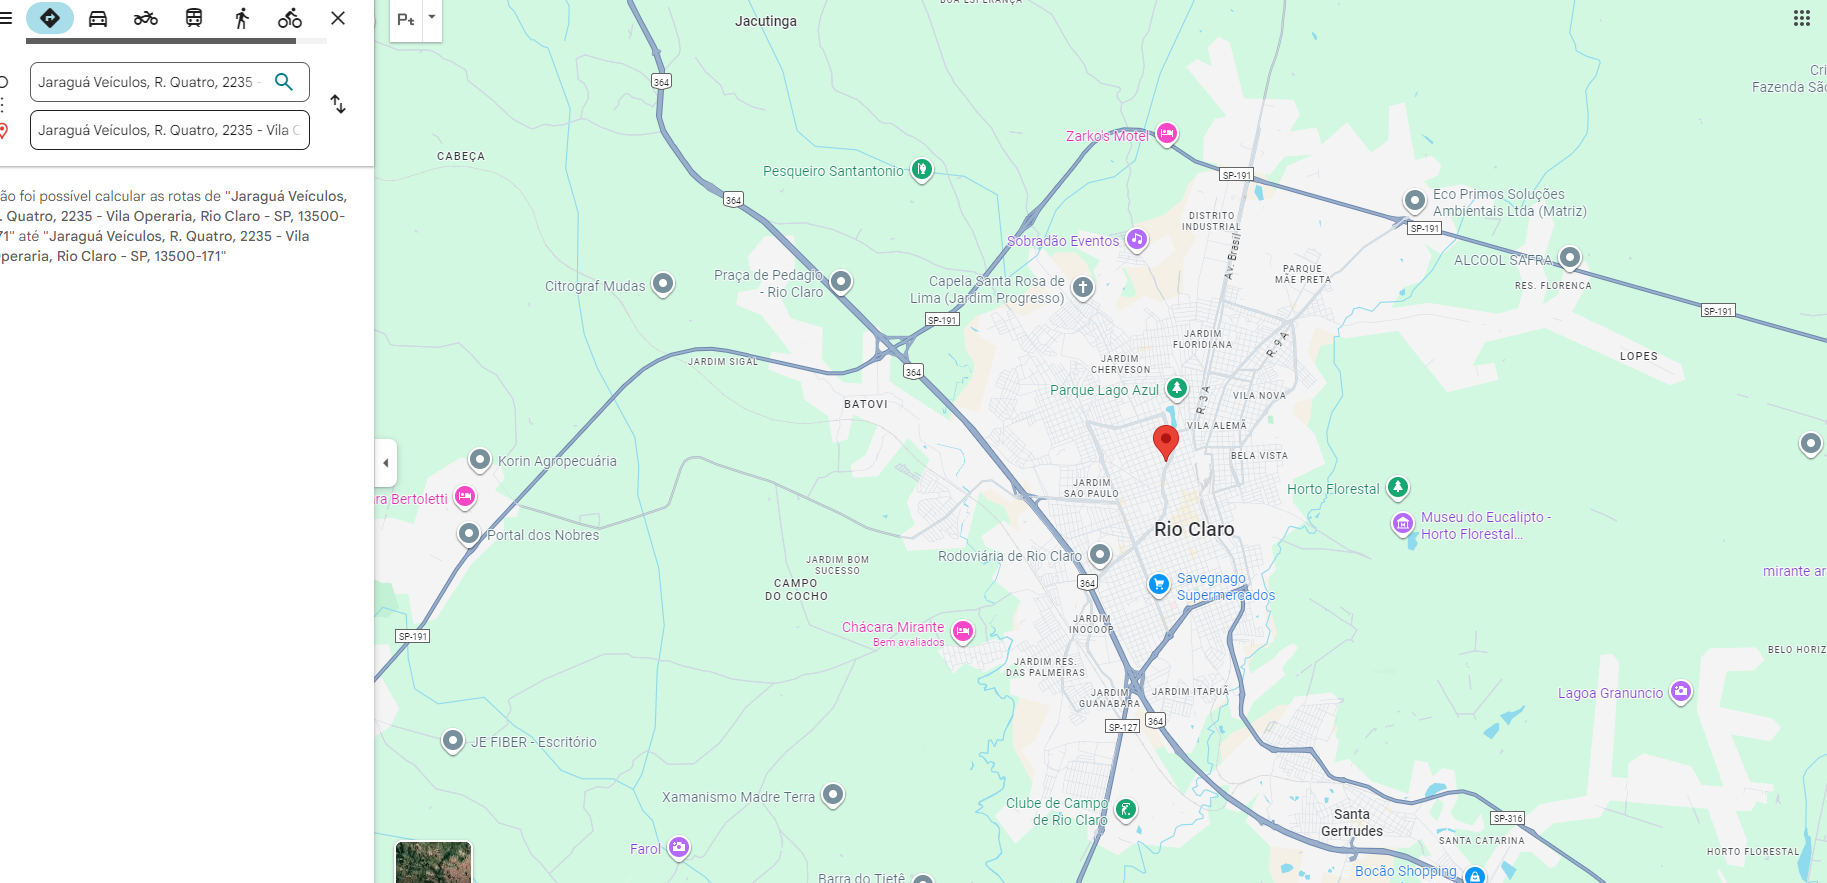 Jaraguá Veículos, R. Quatro, 2235 -
Jaraguá Veículos, R. Quatro, 2235 - Vila
ão foi possível calcular as rotas de "Jaraguá Veículos,
. Quatro, 2235 - Vila Operaria, Rio Claro - SP, 13500-
71" até "Jaraguá Veículos, R. Quatro, 2235 - Vila
peraria, Rio Claro - SP, 13500-171"
Pt
Jacutinga
364
CABEÇA
Zarko's Motel
Pesqueiro Santantonio
SP-191
364
Eco Primos Soluções
Ambientais Ltda (Matriz)
DISTRITO
INDUSTRIAL
SP-191
Sobradão Eventos
Av. Brasil
ALCOOL SAFRA
PARQUE
MÃE PRETA
RES. FLORENCA
Cri
Fazenda São
Citrograf Mudas
Praça de Pedagio
- Rio Claro
Capela Santa Rosa de
Lima (Jardim Progresso)
SP-191
SP-191
JARDIM
FLORIDIANA
R. 9 A
LOPES
JARDIM SIGAL
364
JARDIM
CHERVESON
Parque Lago Azul
R. 3 A
VILA NOVA
BATOVI
VILA ALEMÃ
BELA VISTA
Korin Agropecuária
ra Bertoletti
JARDIM
SAO PAULO
Horto Florestal
Museu do Eucalipto -
Horto Florestal...
Portal dos Nobres
Rio Claro
Rodoviária de Rio Claro
JARDIM BOM
SUCESSO
CAMPO
DO COCHO
364
Savegnago
Supermercados
mirante ar
SP-191
Chácara Mirante
Bem avaliados
JARDIM
INOCOOP
JARDIM RES.
DAS PALMEIRAS
BELO HORIZ
JARDIM
GUANABARA
JARDIM ITAPUÃ
Lagoa Granuncio
SP-127
364
JE FIBER - Escritório
Xamanismo Madre Terra
Clube de Campo
de Rio Claro
Santa
Gertrudes
SP-316
SANTA CATARINA
Farol
HORTO FLORESTAL
Bocão Shopping
Barra do Tietê